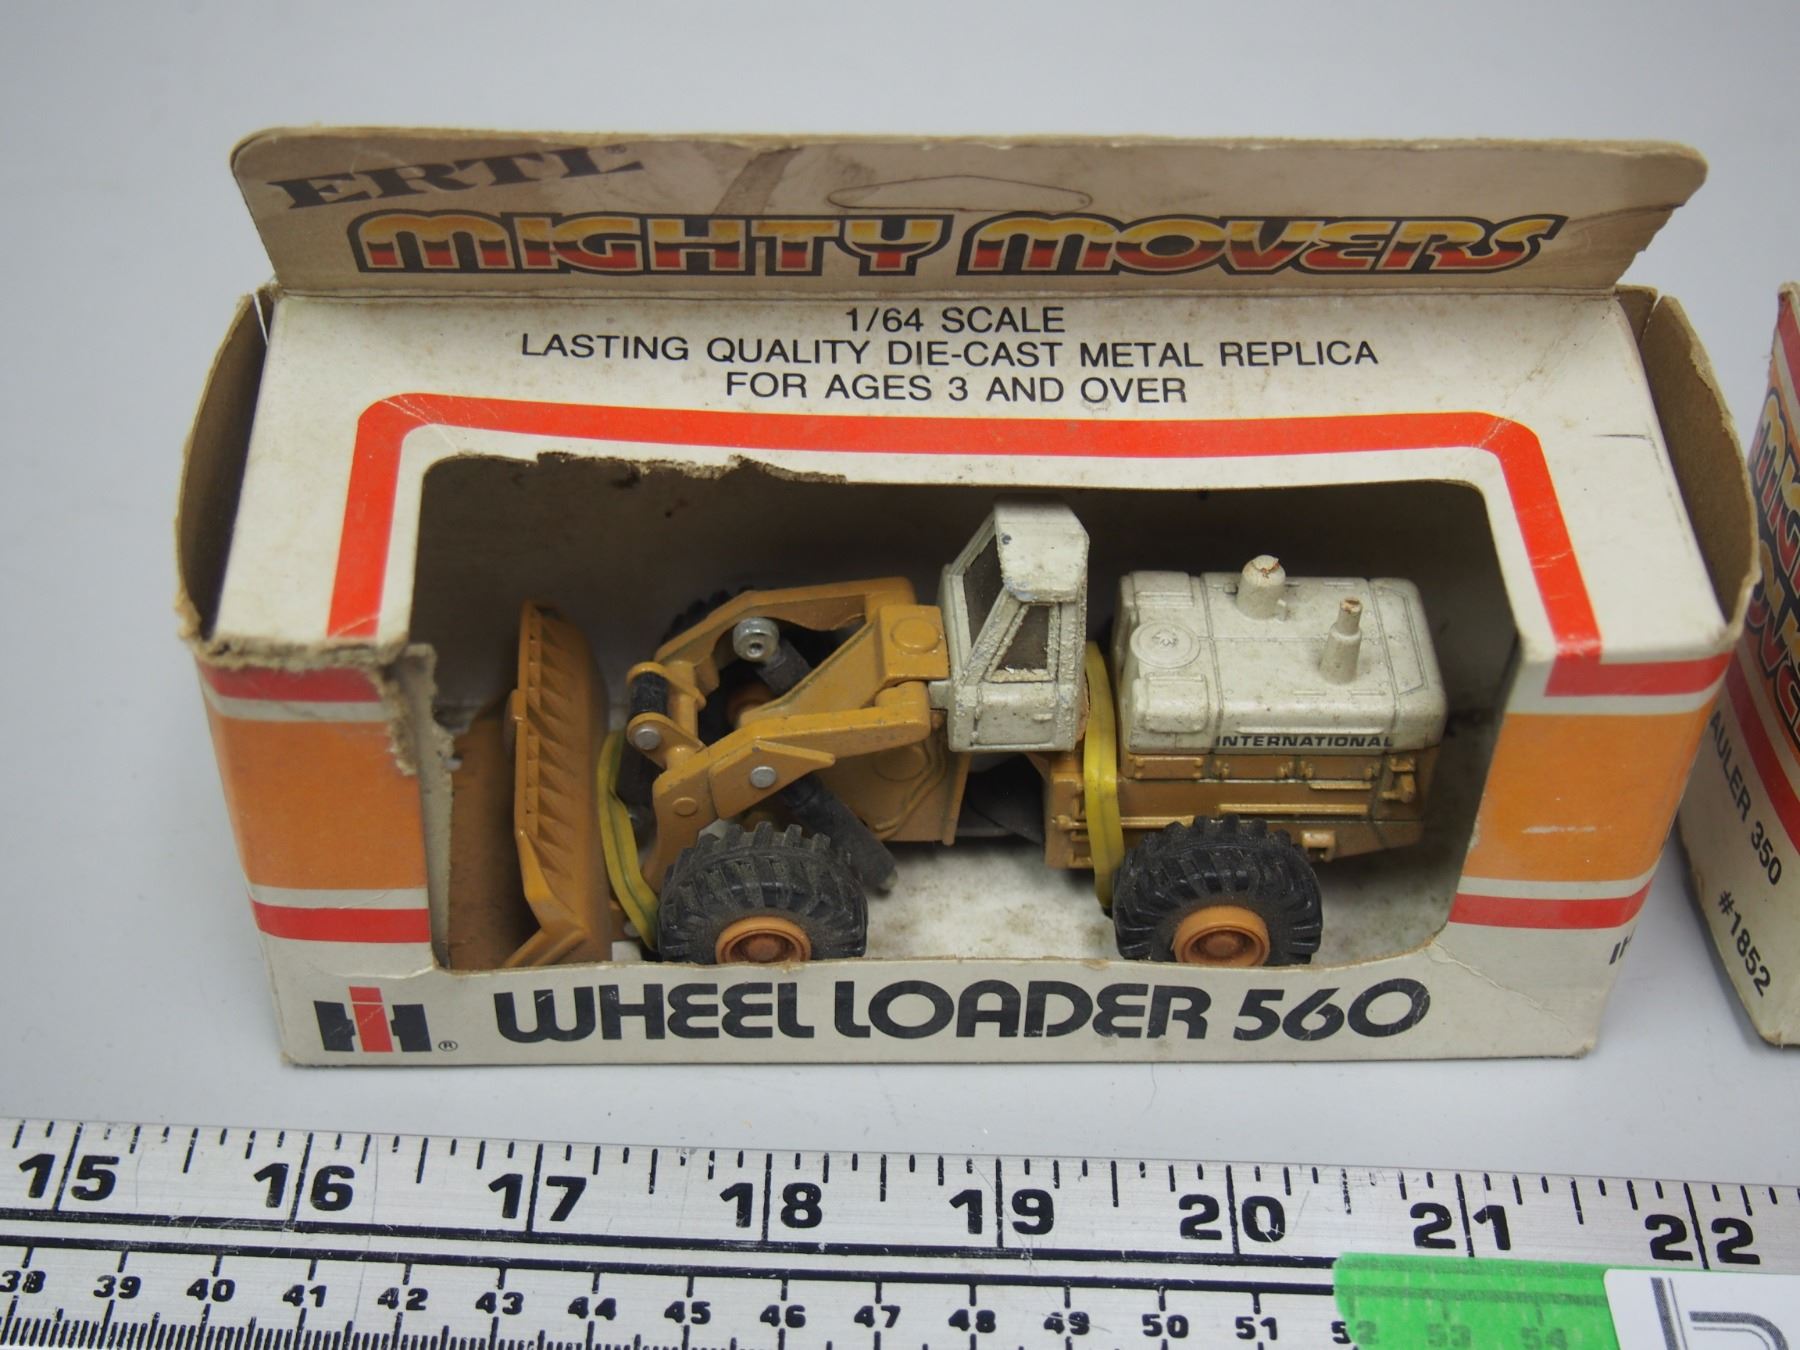 ERTL
MIGHTY MOVERS
1/64 SCALE
LASTING QUALITY DIE-CAST METAL REPLICA
FOR AGES 3 AND OVER
INTERNATIONAL
IH ® WHEEL LOADER 560
AULER 350
#1852
15 16 17 18 19 20 21 22
38 39 40 41 42 43 44 45 46 47 48 49 50 51 52 53 54